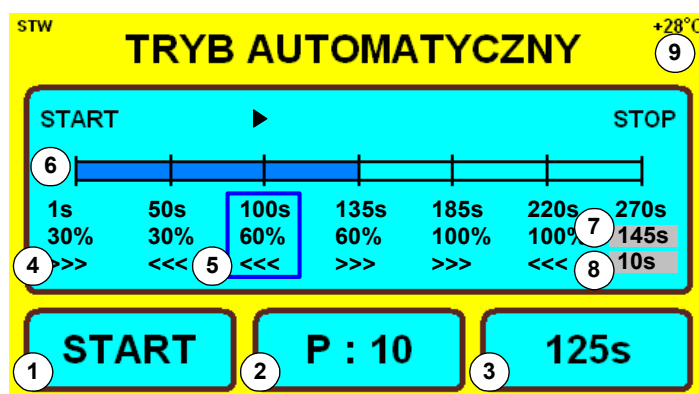 STW
+28°C
TRYB AUTOMATYCZNY
9
START
STOP
6
1s 50s 100s 135s 185s 220s 270s
30% 30% 60% 60% 100% 100% 7 145s
4 >>> <<< 5 <<< >>> >>> <<< 8 10s
START P : 10 125s
1 2 3